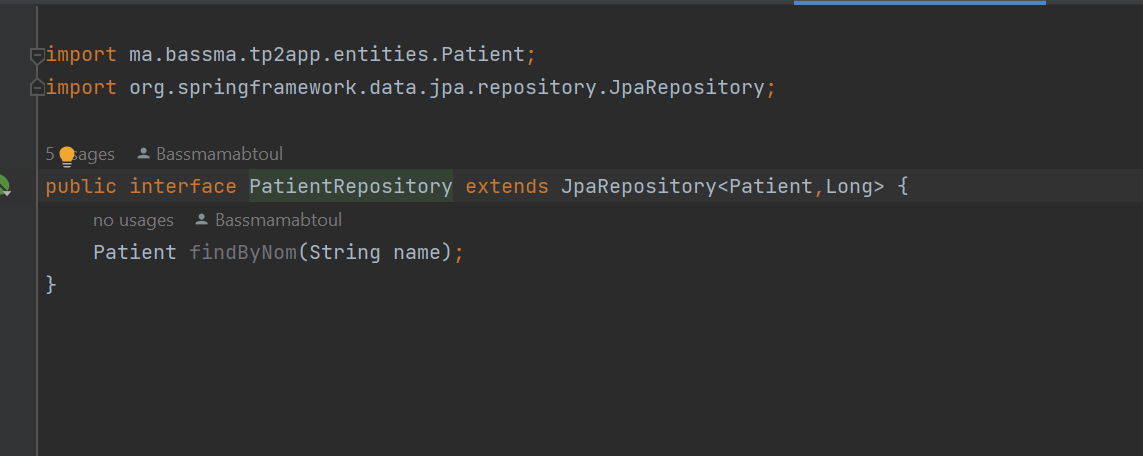 import ma.bassma.tp2app.entities.Patient;
import org.springframework.data.jpa.repository.JpaRepository;
5 usages Bassmamabtoul
public interface PatientRepository extends JpaRepository<Patient,Long> {
no usages Bassmamabtoul
Patient findByNom(String name);
}